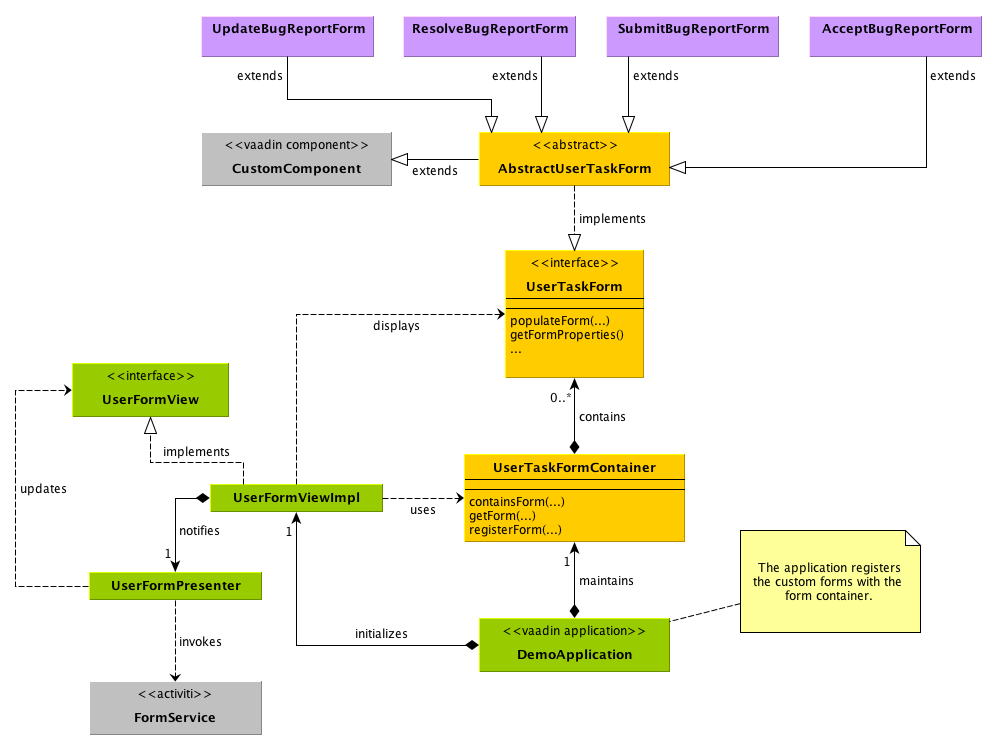 UpdateBugReportForm
ResolveBugReportForm
SubmitBugReportForm
AcceptBugReportForm
extends
extends
extends
extends
<<vaadin component>>
CustomComponent
extends
<<abstract>>
AbstractUserTaskForm
implements
<<interface>>
UserTaskForm
populateForm(...)
getFormProperties()
...
displays
<<interface>>
UserFormView
0..*
contains
implements
UserTaskFormContainer
containsForm(...)
getForm(...)
registerForm(...)
updates
UserFormViewImpl
uses
notifies
1
1
1
UserFormPresenter
maintains
The application registers
the custom forms with the
form container.
invokes
initializes
<<vaadin application>>
DemoApplication
<<activiti>>
FormService